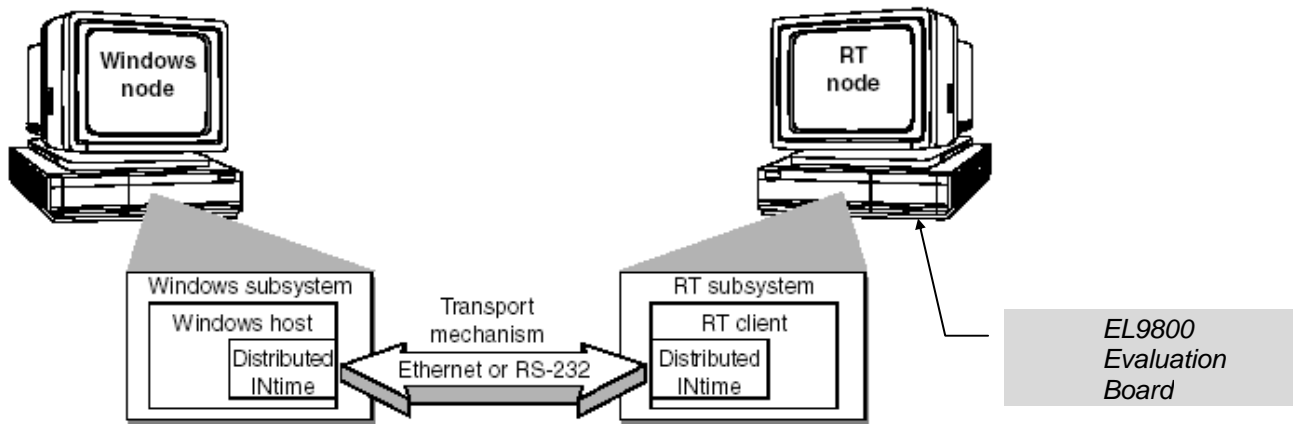 Windows
node
RT
node
Windows subsystem
Windows host
Distributed
INtime
Transport
mechanism
Ethernet or RS-232
RT subsystem
RT client
Distributed
INtime
EL9800
Evaluation
Board